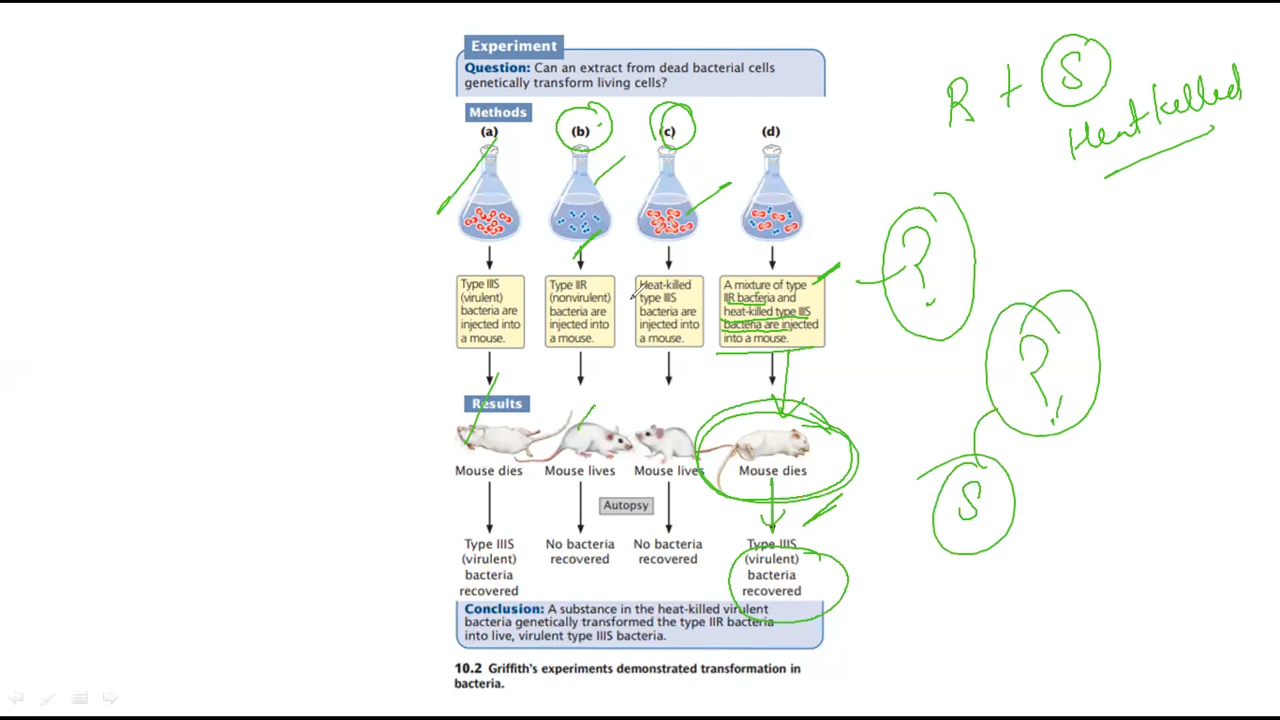 Experiment
Question: Can an extract from dead bacterial cells
genetically transform living cells?
Methods
(a) (b) (c) (d)
R + S
Heat killed
Type IIIS
(virulent)
bacteria are
injected into
a mouse.
Type IIR
(nonvirulent)
bacteria are
injected into
a mouse.
Heat-killed
type IIIS
bacteria are
injected into
a mouse.
A mixture of type
IIR bacteria and
heat-killed type IIIS
bacteria are injected
into a mouse.
?
?
S
Results
Mouse dies
Mouse lives
Mouse lives
Mouse dies
Autopsy
Type IIIS
(virulent)
bacteria
recovered
No bacteria
recovered
No bacteria
recovered
Type IIIS
(virulent)
bacteria
recovered
Conclusion: A substance in the heat-killed virulent
bacteria genetically transformed the type IIR bacteria
into live, virulent type IIIS bacteria.
10.2 Griffith's experiments demonstrated transformation in
bacteria.